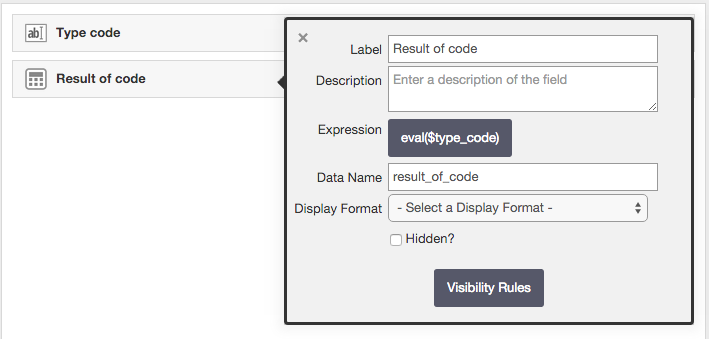 Type code
Result of code
Label Result of code
Description Enter a description of the field
Expression eval($type_code)
Data Name result_of_code
Display Format - Select a Display Format -
Hidden?
Visibility Rules